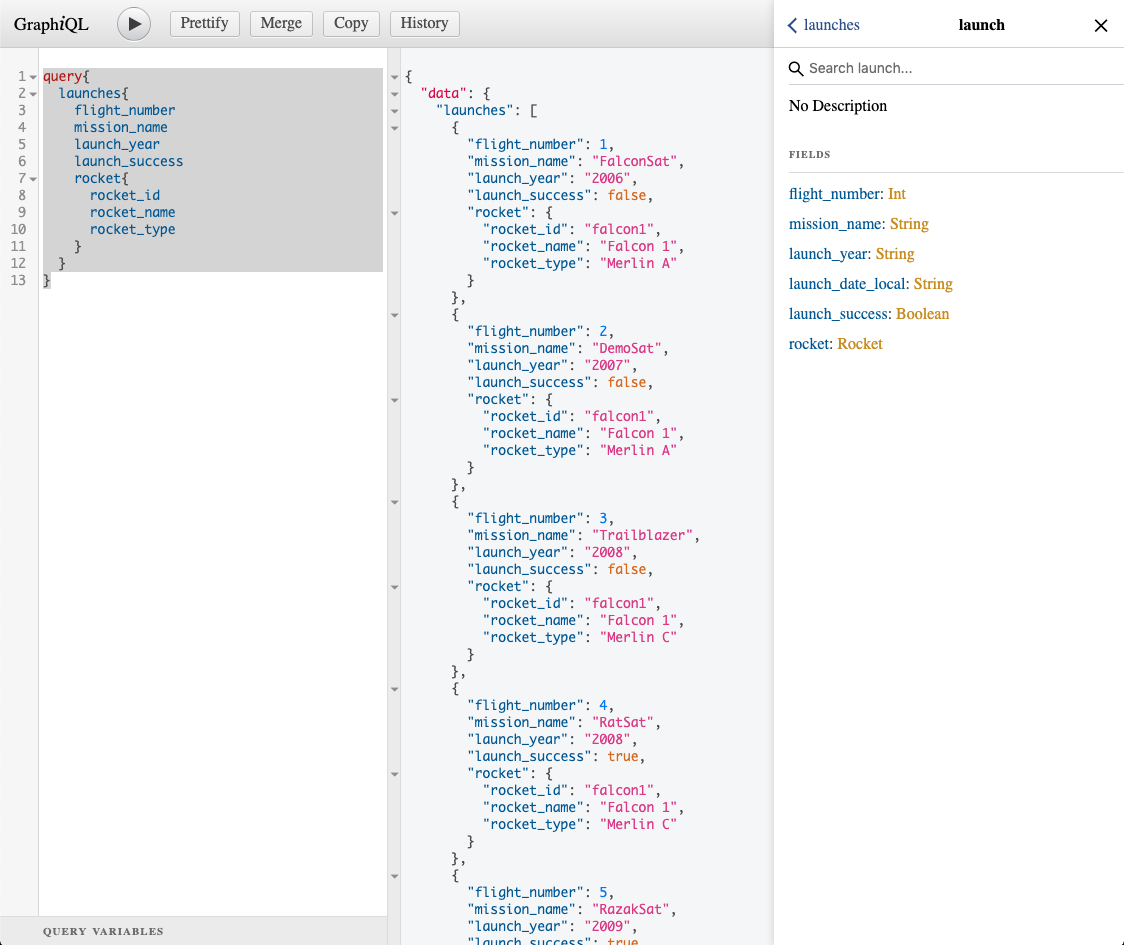 GraphiQL
Prettify
Merge
Copy
History
1 query{
2 launches{
3 flight_number
4 mission_name
5 launch_year
6 launch_success
7 rocket{
8 rocket_id
9 rocket_name
10 rocket_type
11 }
12 }
13 }
QUERY VARIABLES
{
"data": {
"launches": [
{
"flight_number": 1,
"mission_name": "FalconSat",
"launch_year": "2006",
"launch_success": false,
"rocket": {
"rocket_id": "falcon1",
"rocket_name": "Falcon 1",
"rocket_type": "Merlin A"
}
},
{
"flight_number": 2,
"mission_name": "DemoSat",
"launch_year": "2007",
"launch_success": false,
"rocket": {
"rocket_id": "falcon1",
"rocket_name": "Falcon 1",
"rocket_type": "Merlin A"
}
},
{
"flight_number": 3,
"mission_name": "Trailblazer",
"launch_year": "2008",
"launch_success": false,
"rocket": {
"rocket_id": "falcon1",
"rocket_name": "Falcon 1",
"rocket_type": "Merlin C"
}
},
{
"flight_number": 4,
"mission_name": "RatSat",
"launch_year": "2008",
"launch_success": true,
"rocket": {
"rocket_id": "falcon1",
"rocket_name": "Falcon 1",
"rocket_type": "Merlin C"
}
},
{
"flight_number": 5,
"mission_name": "RazakSat",
"launch_year": "2009",
"launch_success": true
launches
launch
Search launch...
No Description
FIELDS
flight_number: Int
mission_name: String
launch_year: String
launch_date_local: String
launch_success: Boolean
rocket: Rocket